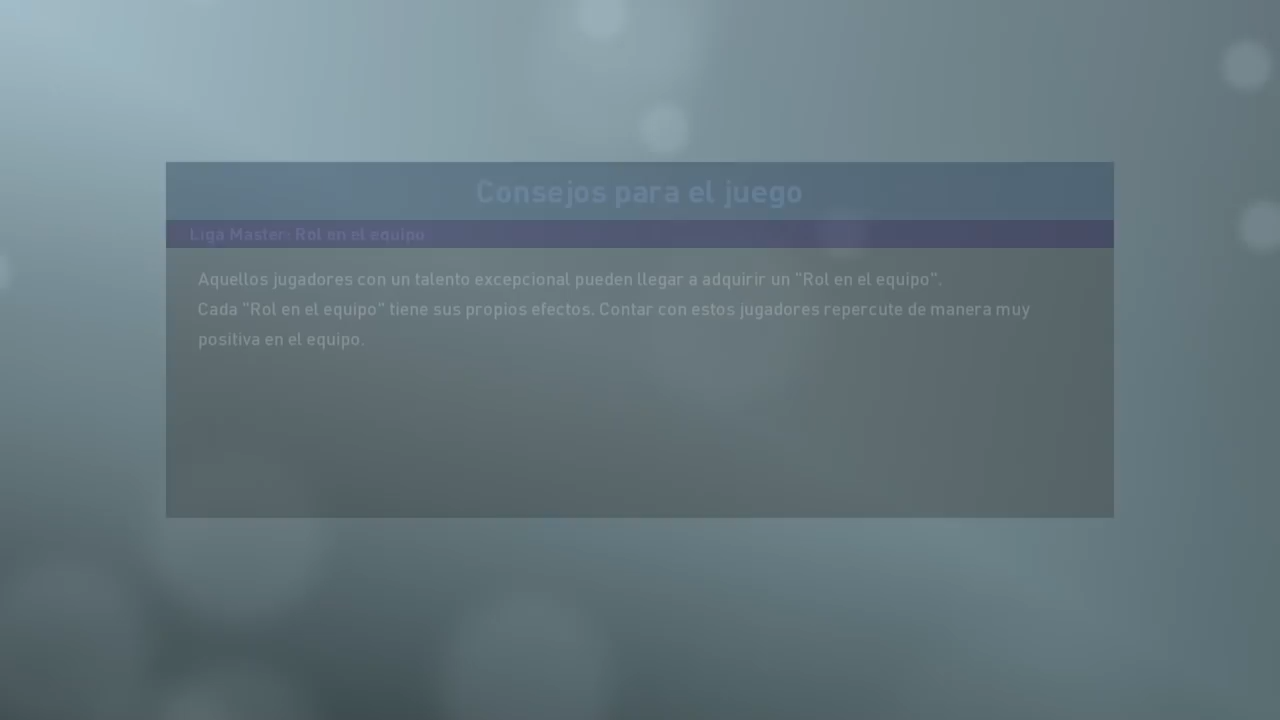 Consejos para el juego
Liga Master: Rol en el equipo
Aquellos jugadores con un talento excepcional pueden llegar a adquirir un "Rol en el equipo".
Cada "Rol en el equipo" tiene sus propios efectos. Contar con estos jugadores repercute de manera muy
positiva en el equipo.